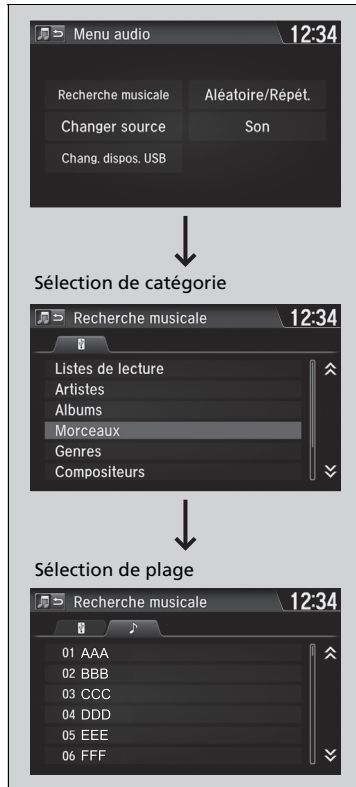 Menu audio 12:34
Recherche musicale Aléatoire/Répét.
Changer source Son
Chang. dispos. USB
Sélection de catégorie
Recherche musicale 12:34
Listes de lecture
Artistes
Albums
Morceaux
Genres
Compositeurs
Sélection de plage
Recherche musicale 12:34
01 AAA
02 BBB
03 CCC
04 DDD
05 EEE
06 FFF